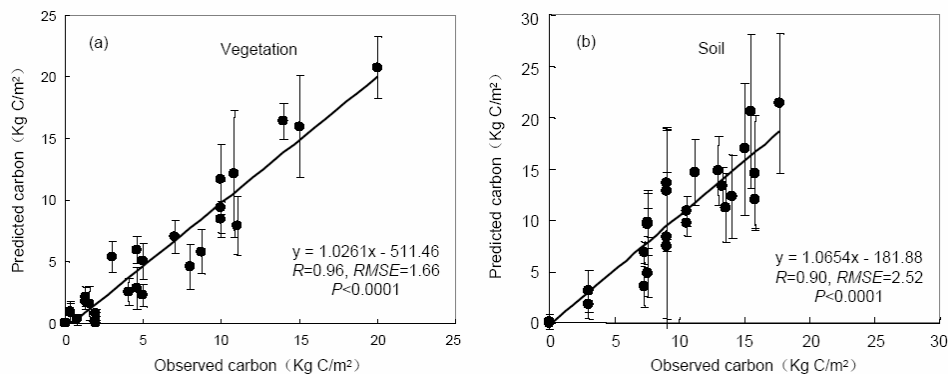 (a)
Vegetation
Predicted carbon（Kg C/m²）
25
20
15
10
5
0
y = 1.0261x - 511.46
R=0.96, RMSE=1.66
P<0.0001
0 5 10 15 20 25
Observed carbon（Kg C/m²）
(b)
Soil
Predicted carbon（Kg C/m²）
30
25
20
15
10
5
0
y = 1.0654x - 181.88
R=0.90, RMSE=2.52
P<0.0001
0 5 10 15 20 25 30
Observed carbon（Kg C/m²）